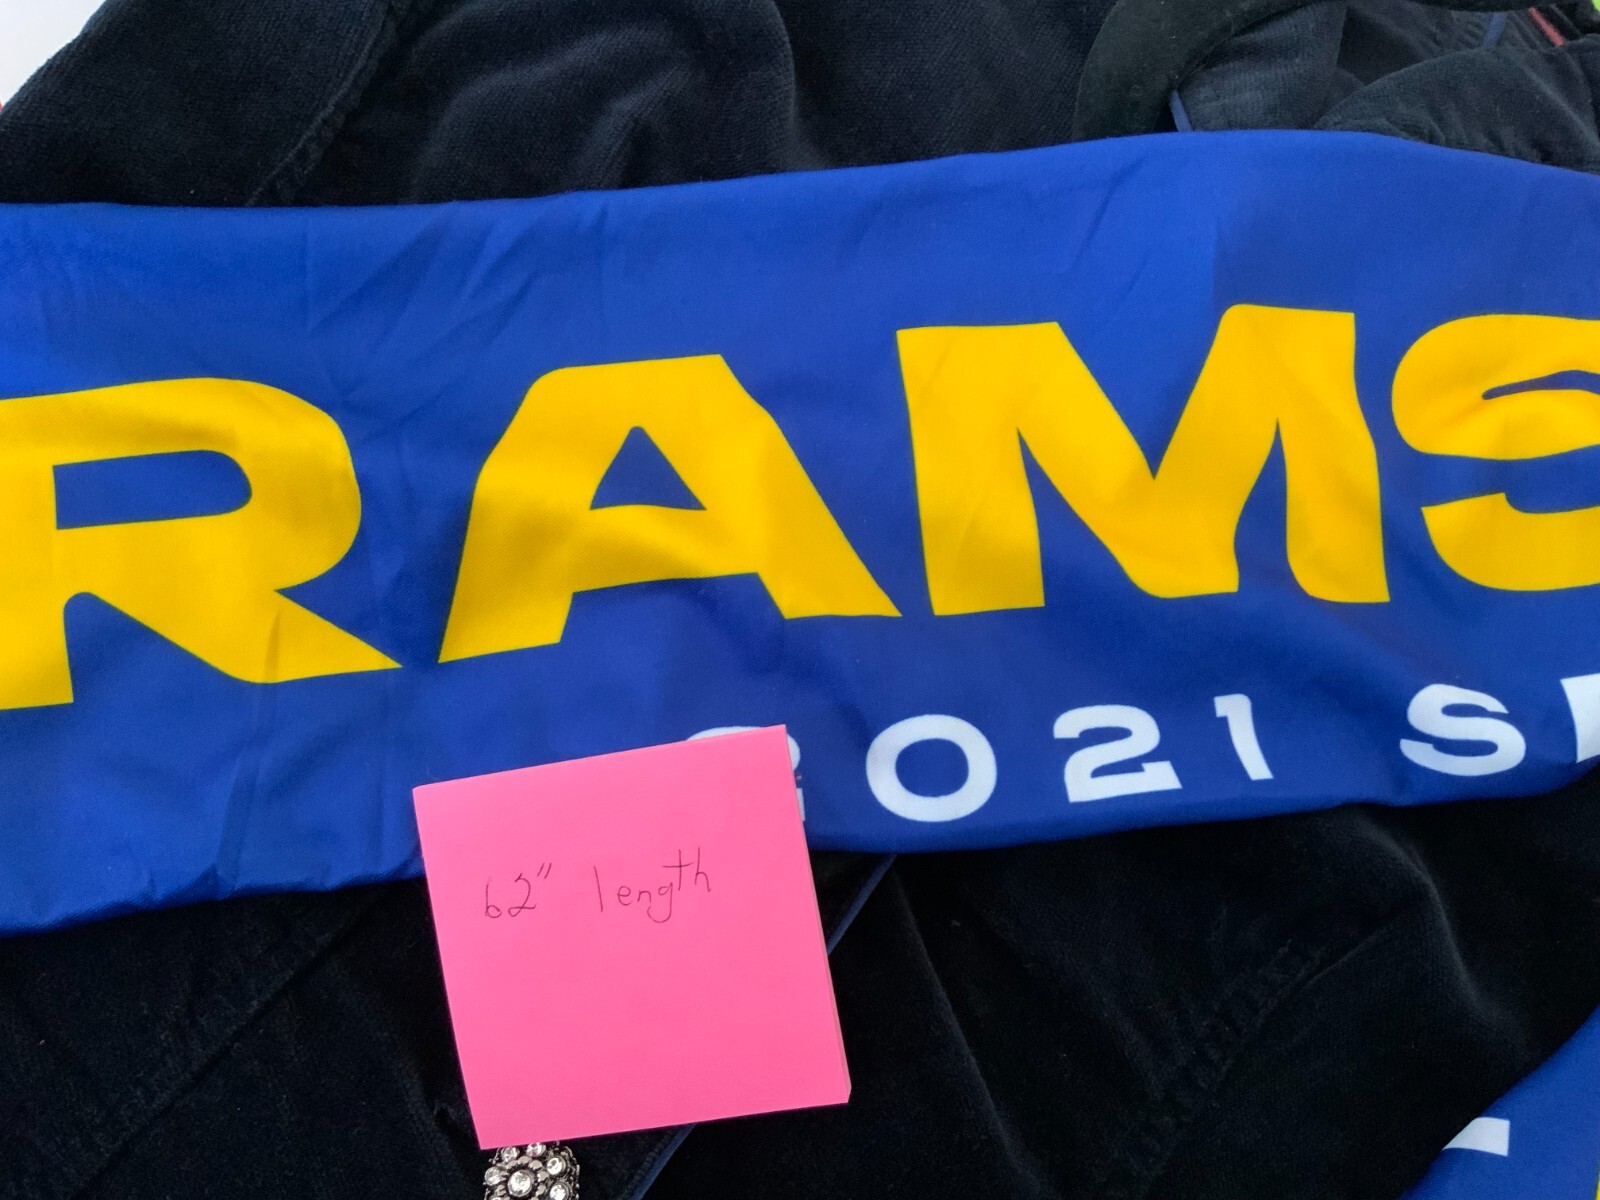 RAMS
2021 S
62" length